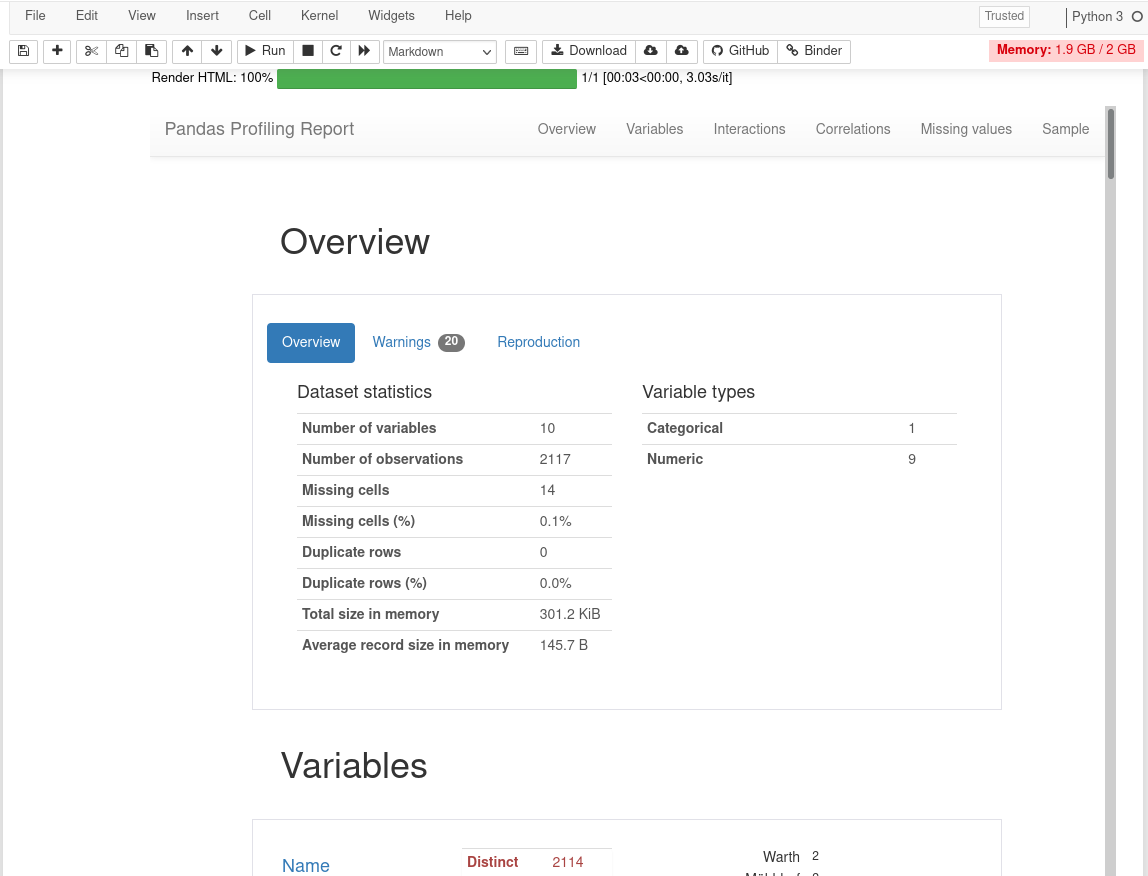 File Edit View Insert Cell Kernel Widgets Help Trusted Python 3
Run Markdown Download GitHub Binder Memory: 1.9 GB / 2 GB
Render HTML: 100% 1/1 [00:03<00:00, 3.03s/it]
Pandas Profiling Report Overview Variables Interactions Correlations Missing values Sample
Overview
Overview Warnings 20 Reproduction
Dataset statistics
Number of variables 10
Number of observations 2117
Missing cells 14
Missing cells (%) 0.1%
Duplicate rows 0
Duplicate rows (%) 0.0%
Total size in memory 301.2 KiB
Average record size in memory 145.7 B
Variable types
Categorical 1
Numeric 9
Variables
Name
Distinct 2114
Warth 2